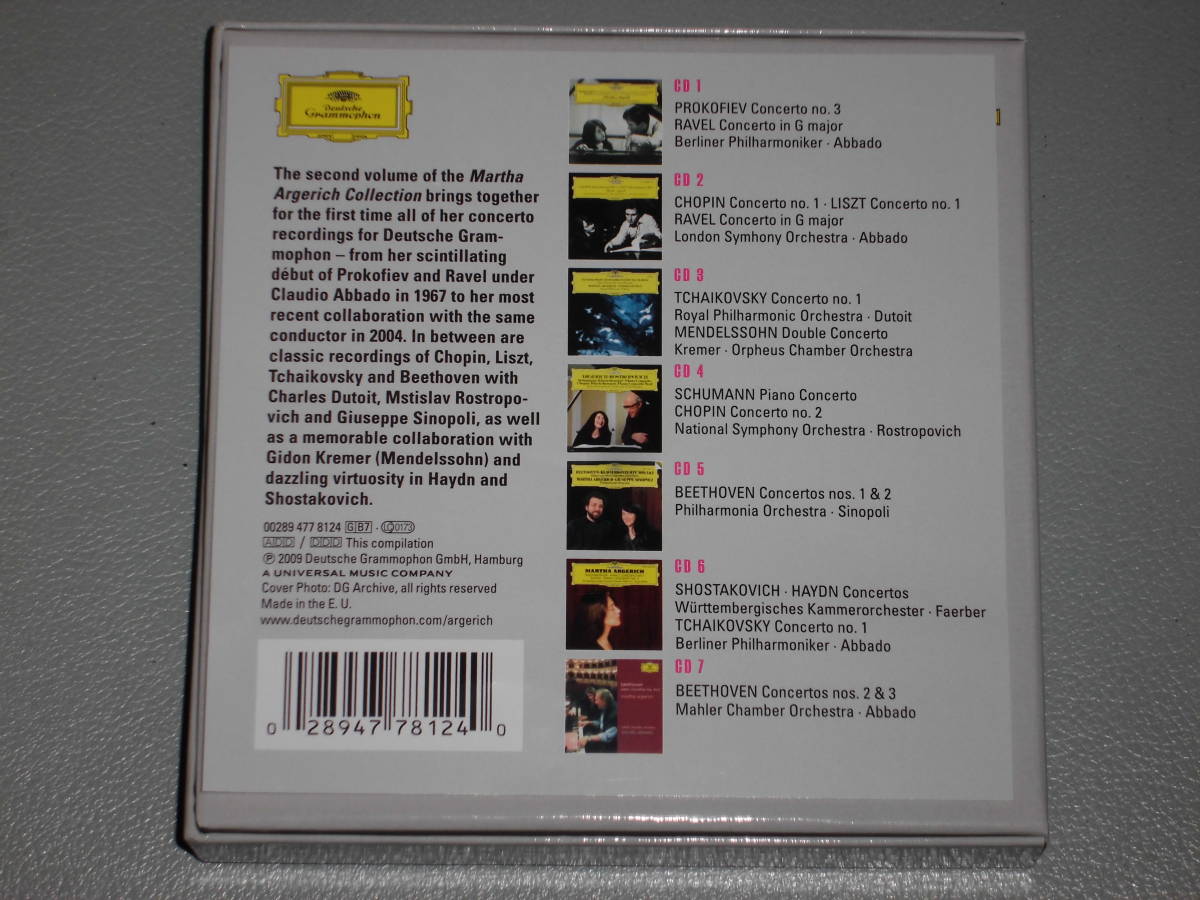 Deutsche
Grammophon
The second volume of the Martha
Argerich Collection brings together
for the first time all of her concerto
recordings for Deutsche Gram-
mophon – from her scintillating
début of Prokofiev and Ravel under
Claudio Abbado in 1967 to her most
recent collaboration with the same
conductor in 2004. In between are
classic recordings of Chopin, Liszt,
Tchaikovsky and Beethoven with
Charles Dutoit, Mstislav Rostropo-
vich and Giuseppe Sinopoli, as well
as a memorable collaboration with
Gidon Kremer (Mendelssohn) and
dazzling virtuosity in Haydn and
Shostakovich.
00289 477 8124 GB7 · LC 0173
ADD / DDD This compilation
℗ 2009 Deutsche Grammophon GmbH, Hamburg
A UNIVERSAL MUSIC COMPANY
Cover Photo: DG Archive, all rights reserved
Made in the E. U.
www.deutschegrammophon.com/argerich
0 28947 78124 0
CD 1
PROKOFIEV Concerto no. 3
RAVEL Concerto in G major
Berliner Philharmoniker · Abbado
CD 2
CHOPIN Concerto no. 1 · LISZT Concerto no. 1
RAVEL Concerto in G major
London Symhony Orchestra · Abbado
CD 3
TCHAIKOVSKY Concerto no. 1
Royal Philharmonic Orchestra · Dutoit
MENDELSSOHN Double Concerto
Kremer · Orpheus Chamber Orchestra
CD 4
SCHUMANN Piano Concerto
CHOPIN Concerto no. 2
National Symphony Orchestra · Rostropovich
CD 5
BEETHOVEN Concertos nos. 1 & 2
Philharmonia Orchestra · Sinopoli
MARTHA ARGERICH · GIUSEPPE SINOPOLI
CD 6
SHOSTAKOVICH · HAYDN Concertos
Württembergisches Kammerorchester · Faerber
TCHAIKOVSKY Concerto no. 1
Berliner Philharmoniker · Abbado
MARTHA ARGERICH
CD 7
BEETHOVEN Concertos nos. 2 & 3
Mahler Chamber Orchestra · Abbado